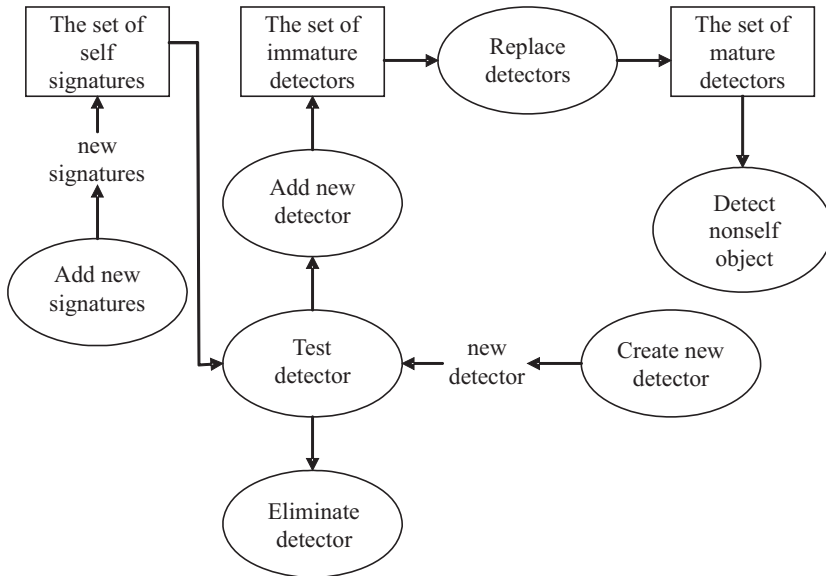 The set of
self
signatures
The set of
immature
detectors
Replace
detectors
The set of
mature
detectors
new
signatures
Add new
detector
Detect
nonself
object
Add new
signatures
Test
detector
new
detector
Create new
detector
Eliminate
detector